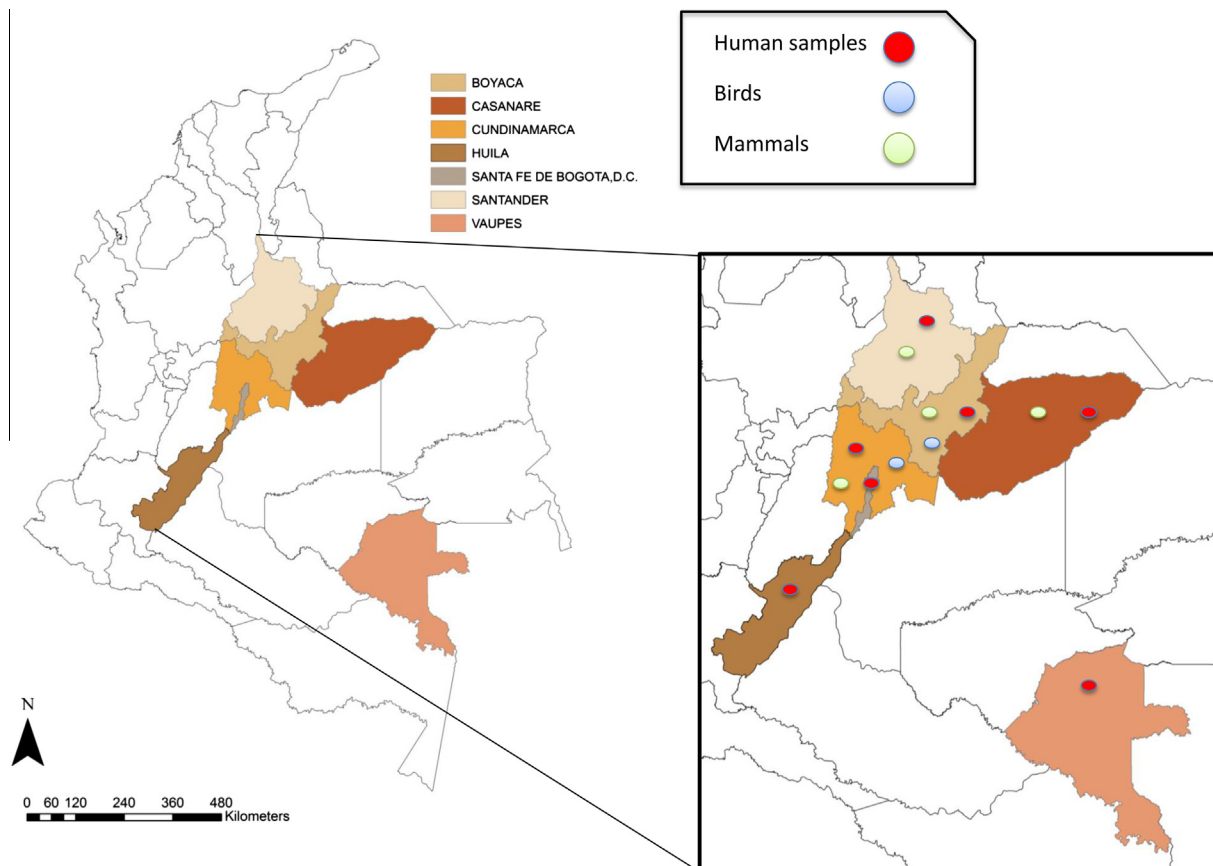 Human samples
Birds
Mammals
BOYACA
CASANARE
CUNDINAMARCA
HUILA
SANTA FE DE BOGOTA,D.C.
SANTANDER
VAUPES
N
0 60 120 240 360 480
Kilometers